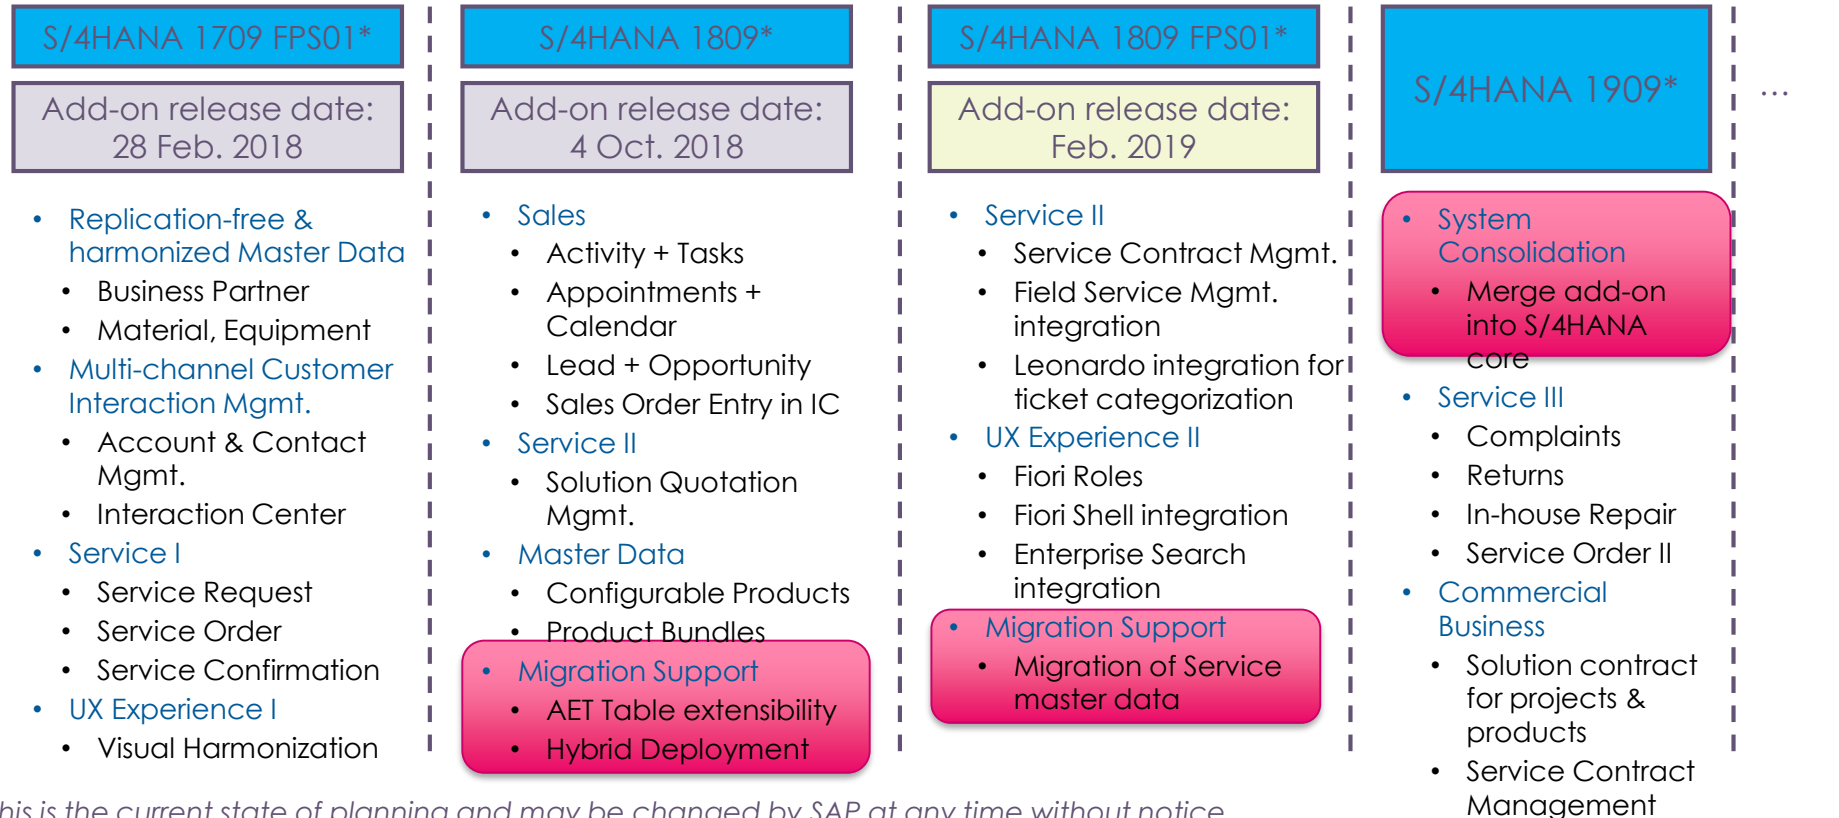 S/4HANA 1709 FPS01*
Add-on release date:
28 Feb. 2018
• Replication-free &
harmonized Master Data
• Business Partner
• Material, Equipment
• Multi-channel Customer
Interaction Mgmt.
• Account & Contact
Mgmt.
• Interaction Center
• Service I
• Service Request
• Service Order
• Service Confirmation
• UX Experience I
• Visual Harmonization
S/4HANA 1809*
Add-on release date:
4 Oct. 2018
• Sales
• Activity + Tasks
• Appointments +
Calendar
• Lead + Opportunity
• Sales Order Entry in IC
• Service II
• Solution Quotation
Mgmt.
• Master Data
• Configurable Products
• Product Bundles
• Migration Support
• AET Table extensibility
• Hybrid Deployment
S/4HANA 1809 FPS01*
Add-on release date:
Feb. 2019
• Service II
• Service Contract Mgmt.
• Field Service Mgmt.
integration
• Leonardo integration for
ticket categorization
• UX Experience II
• Fiori Roles
• Fiori Shell integration
• Enterprise Search
integration
• Migration Support
• Migration of Service
master data
S/4HANA 1909*
• System
Consolidation
• Merge add-on
into S/4HANA
core
• Service III
• Complaints
• Returns
• In-house Repair
• Service Order II
• Commercial
Business
• Solution contract
for projects &
products
• Service Contract
Management
...
his is the current state of planning and may be changed by SAP at any time without notice